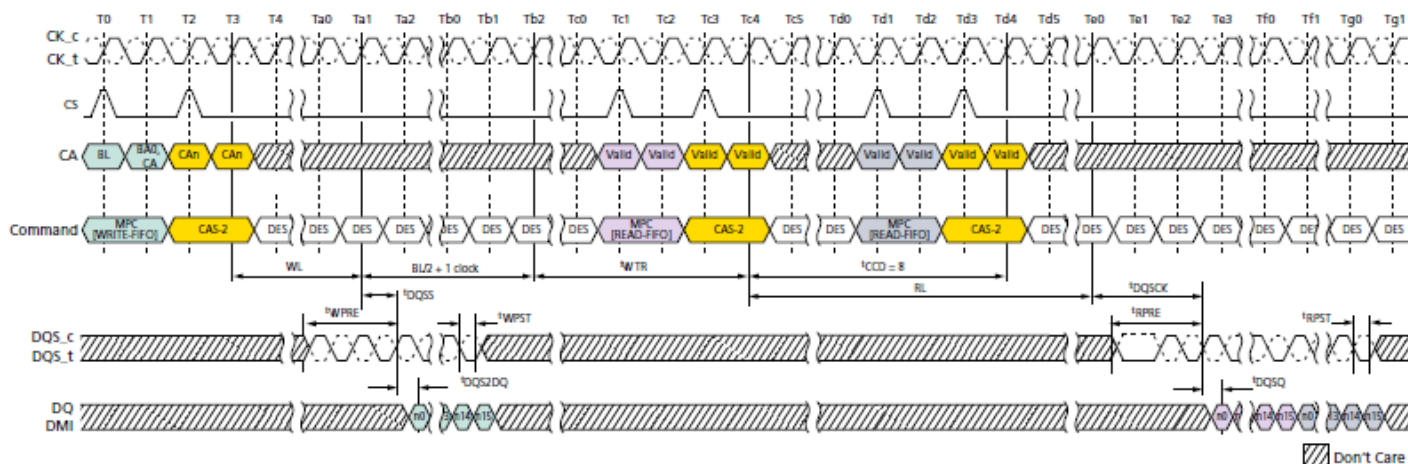 T0 T1 T2 T3 T4 Ta0 Ta1 Ta2 Tb0 Tb1 Tb2 Tc0 Tc1 Tc2 Tc3 Tc4 Tc5 Td0 Td1 Td2 Td3 Td4 Td5 Te0 Te1 Te2 Te3 Tf0 Tf1 Tg0 Tg1
CK_c
CK_t
CS
CA BL BA0, CA CAn CAn Valid Valid Valid Valid Valid Valid Valid Valid
Command MPC [WRITE-FIFO] CAS-2 DES DES DES DES DES DES DES DES MPC [READ-FIFO] CAS-2 DES DES MPC [READ-FIFO] CAS-2 DES DES DES DES DES DES DES DES DES
WL BL/2 + 1 clock tWTR tCCD = 8
RL tDQSCK
tDQSS
tWPRE tWPST tRPRE tRPST
DQS_c
DQS_t
tDQS2DQ tDQSQ
DQ
DMI
n0 n14 n15 n0 n14 n15 n0 n14 n15
Don't Care